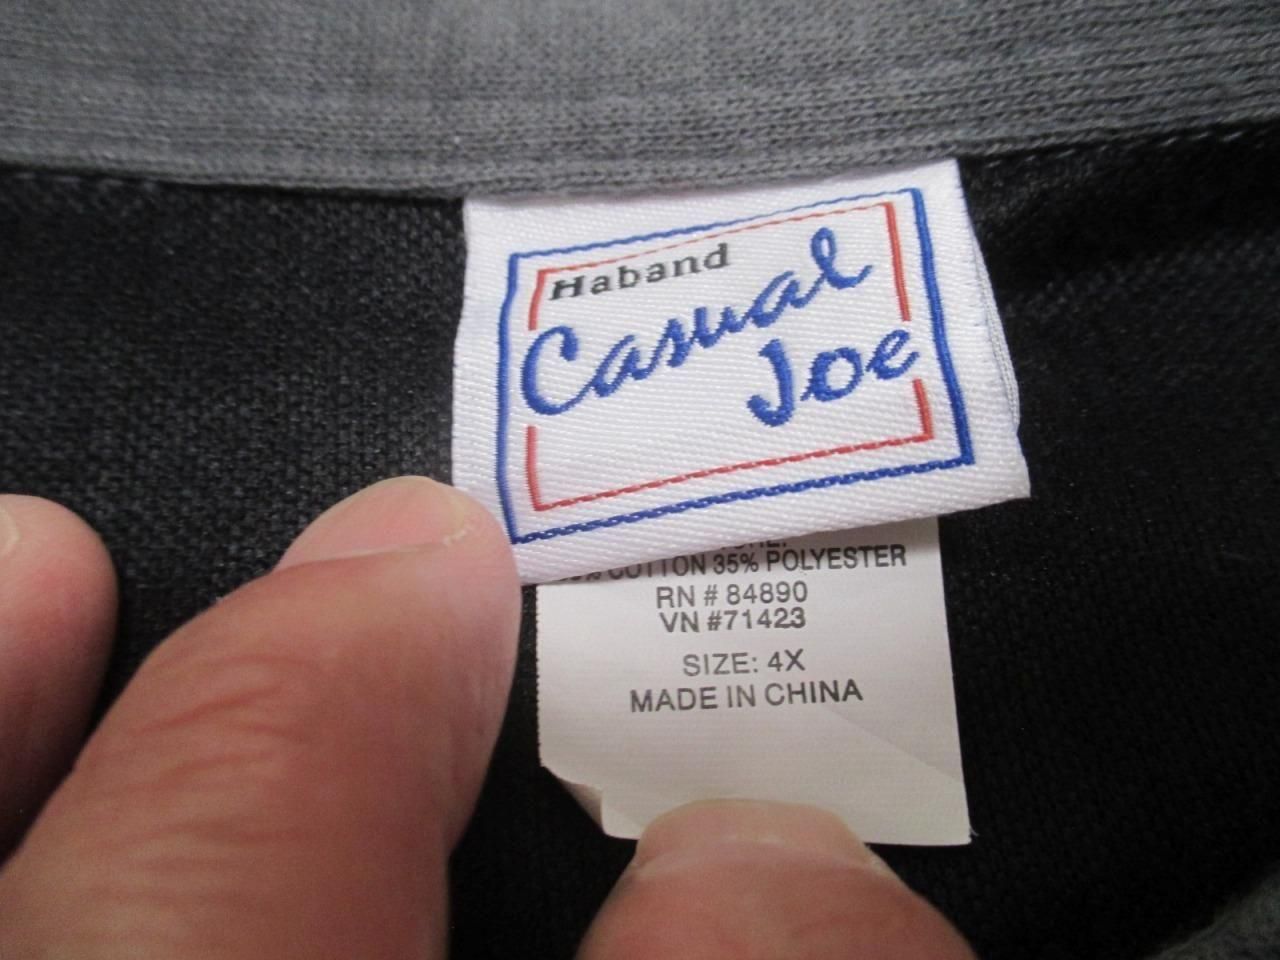 Haband
Casual
Joe
COTTON 35% POLYESTER
RN # 84890
VN #71423
SIZE: 4X
MADE IN CHINA